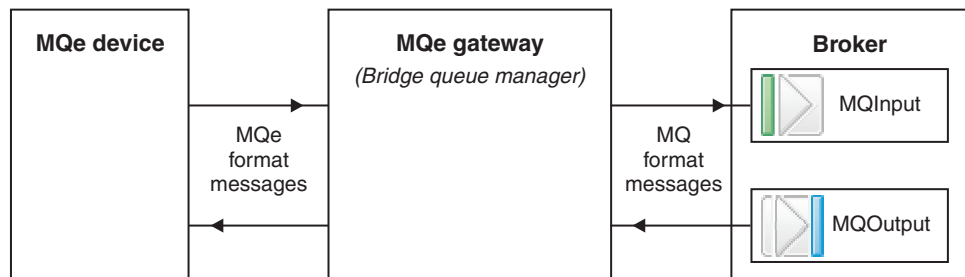 MQe device
MQe gateway
(Bridge queue manager)
Broker
MQInput
MQe
format
messages
MQ
format
messages
MQOutput